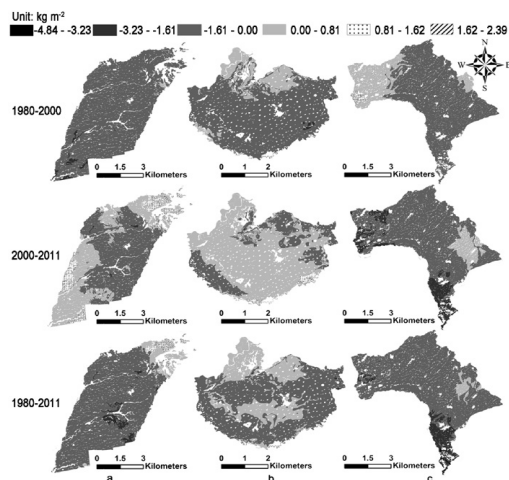 Unit: kg m-2
-4.84 - -3.23 -3.23 - -1.61 -1.61 - 0.00 0.00 - 0.81 0.81 - 1.62 1.62 - 2.39
N
W E
S
1980-2000
0 1.5 3 Kilometers
0 1 2 Kilometers
0 1.5 3 Kilometers
2000-2011
0 1.5 3 Kilometers
0 1 2 Kilometers
0 1.5 3 Kilometers
1980-2011
0 1.5 3 Kilometers
0 1 2 Kilometers
0 1.5 3 Kilometers
a b c